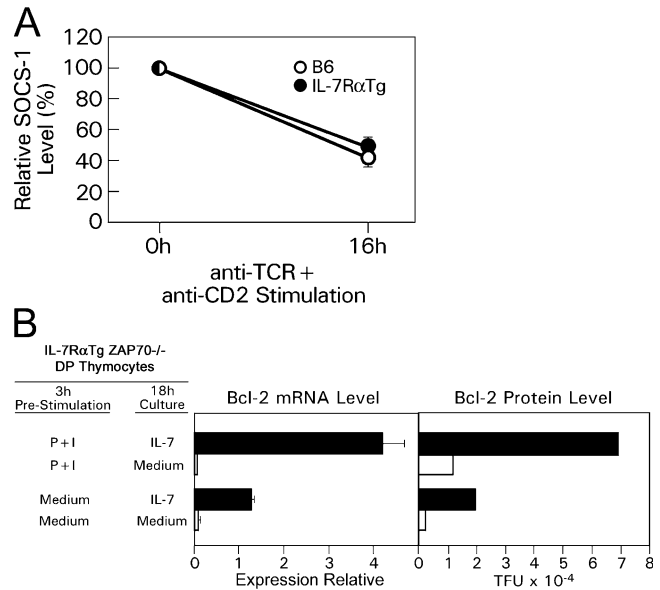 A
Relative SOCS-1
Level (%)
120
100
80
60
40
20
0
B6
IL-7RαTg
0h
16h
anti-TCR +
anti-CD2 Stimulation
B
IL-7RαTg ZAP70-/-
DP Thymocytes
3h
Pre-Stimulation
18h
Culture
Bcl-2 mRNA Level
Bcl-2 Protein Level
P + I IL-7
P + I Medium
Medium IL-7
Medium Medium
0 1 2 3 4
0 1 2 3 4 5 6 7 8
Expression Relative
TFU x 10-4